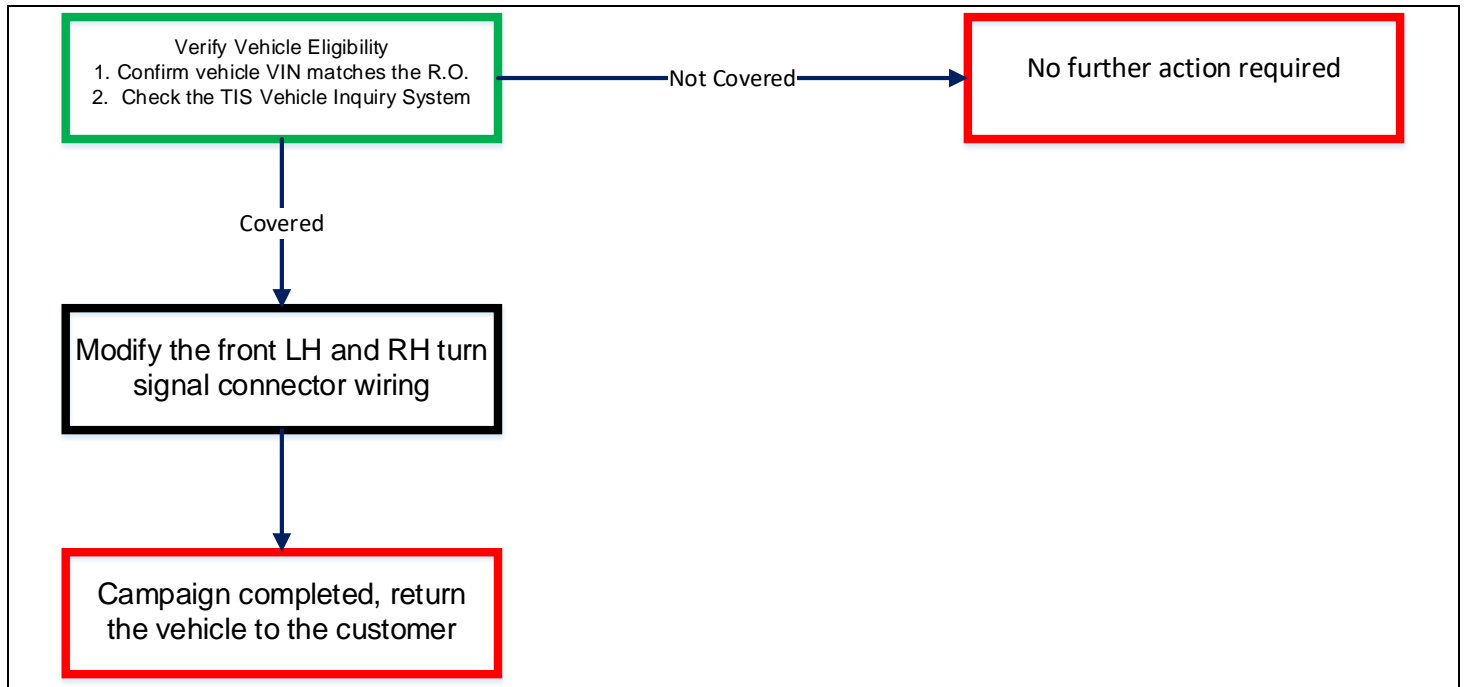 Verify Vehicle Eligibility
1. Confirm vehicle VIN matches the R.O.
2. Check the TIS Vehicle Inquiry System
Not Covered
No further action required
Covered
Modify the front LH and RH turn
signal connector wiring
Campaign completed, return
the vehicle to the customer